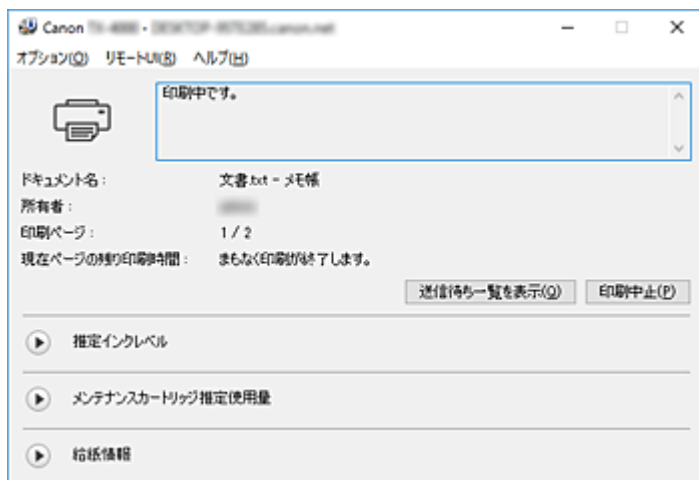 Canon
オプション(O) リモートUI(R) ヘルプ(H)
印刷中です。
ドキュメント名: 文書.txt - メモ帳
所有者:
印刷ページ: 1 / 2
現在ページの残り印刷時間: まもなく印刷が終了します。
送信待ち一覧を表示(Q) 印刷中止(P)
推定インクレベル
メンテナンスカートリッジ推定使用量
給紙情報